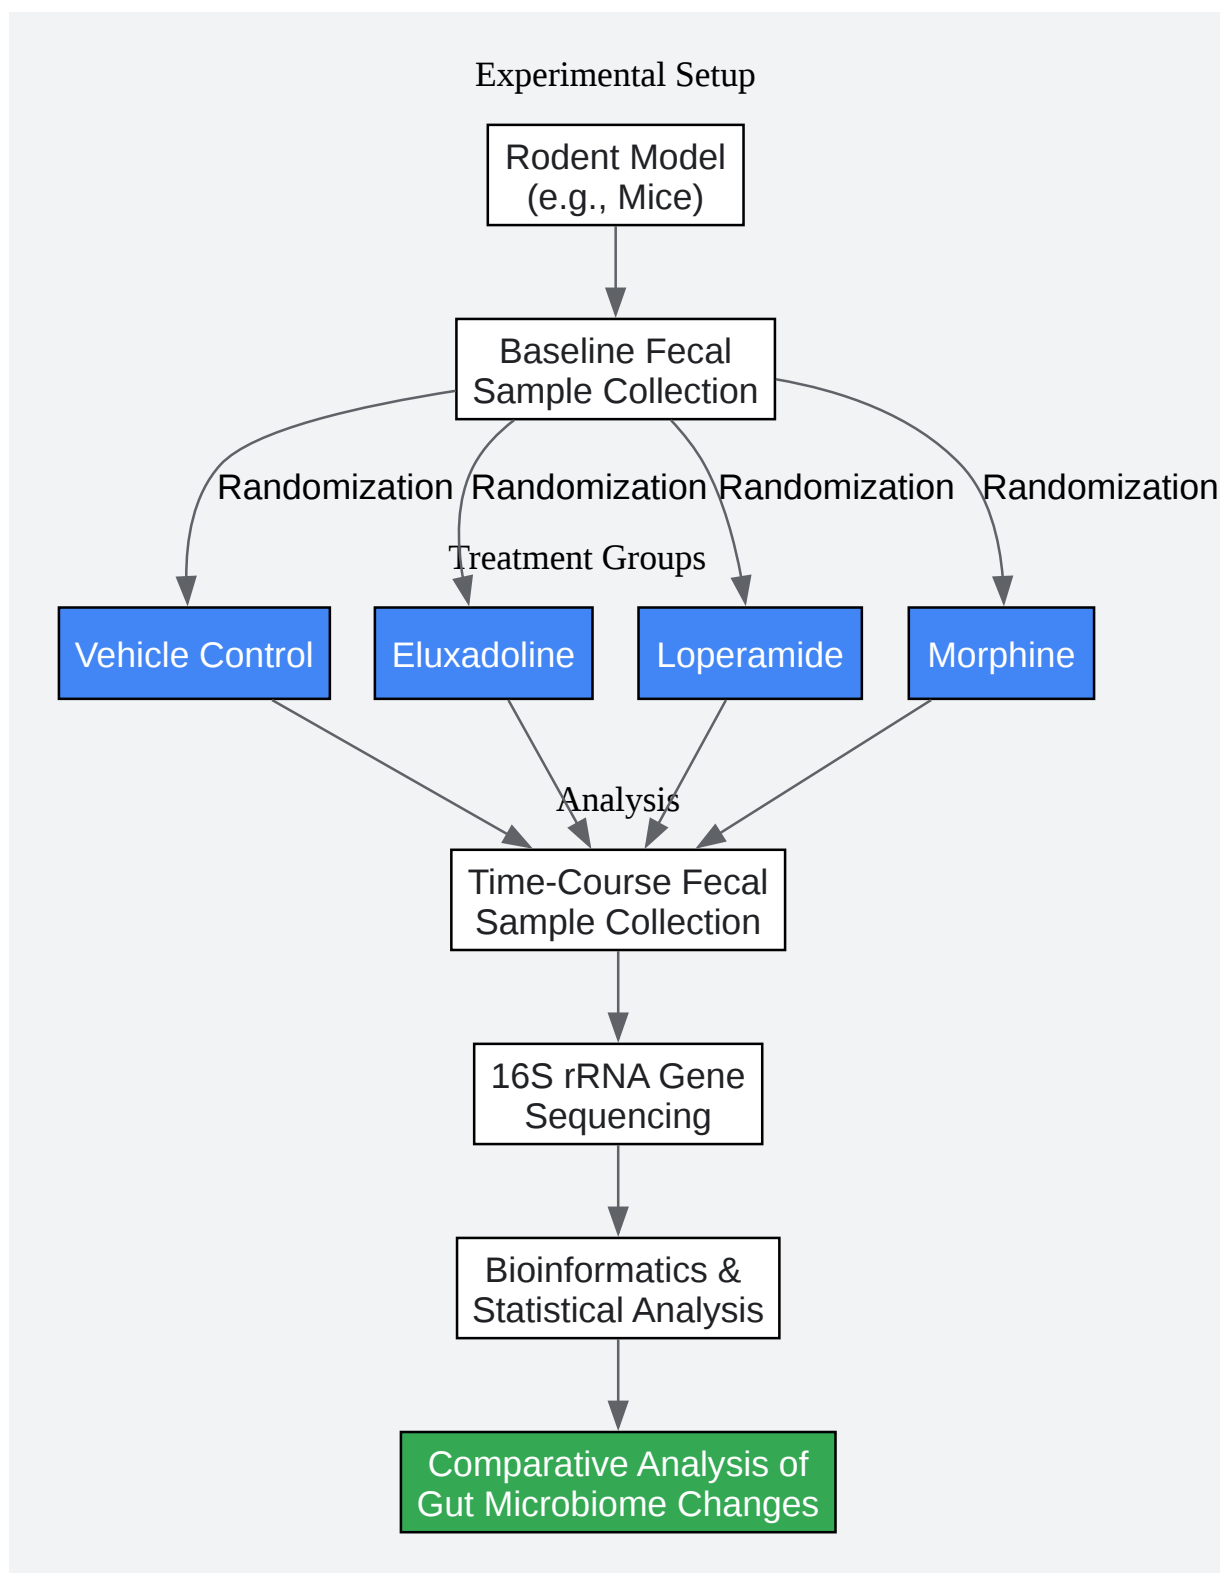 Experimental Setup
Rodent Model
(e.g., Mice)
Baseline Fecal
Sample Collection
Randomization
Randomization
Randomization
Randomization
Treatment Groups
Vehicle Control
Eluxadoline
Loperamide
Morphine
Analysis
Time-Course Fecal
Sample Collection
16S rRNA Gene
Sequencing
Bioinformatics &
Statistical Analysis
Comparative Analysis of
Gut Microbiome Changes